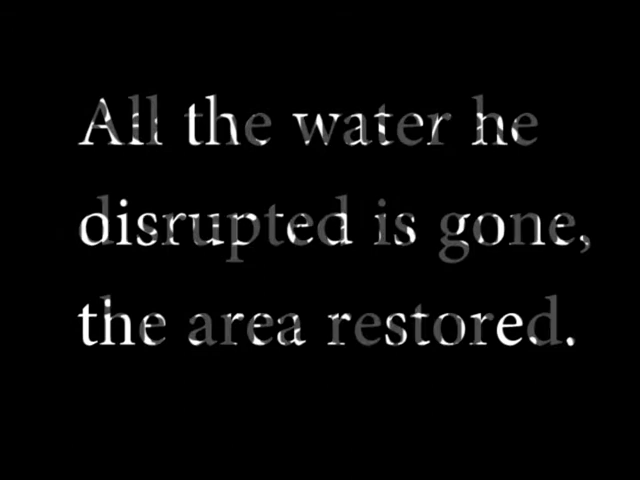 All the water he
disrupted is gone,
the area restored.